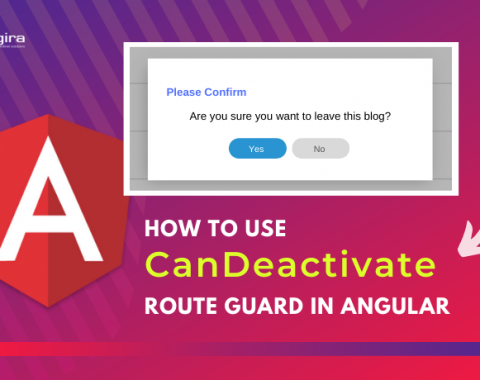 gira
Please Confirm
Are you sure you want to leave this blog?
Yes No
A
HOW TO USE
CanDeactivate
ROUTE GUARD IN ANGULAR